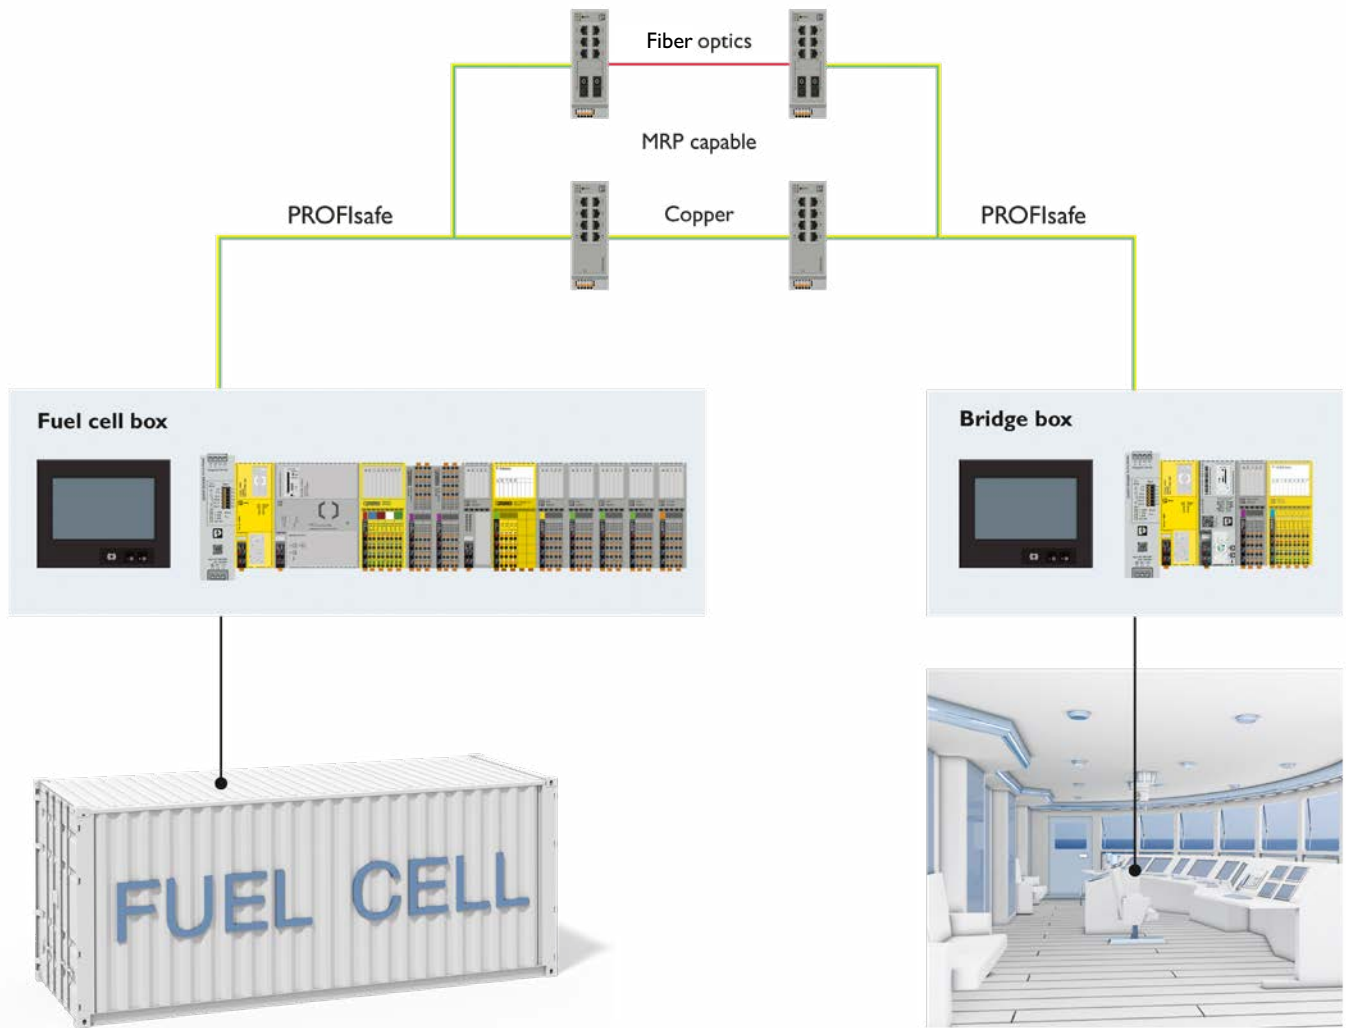 Fiber optics
MRP capable
PROFIsafe
Copper
PROFIsafe
Fuel cell box
Bridge box
FUEL CELL